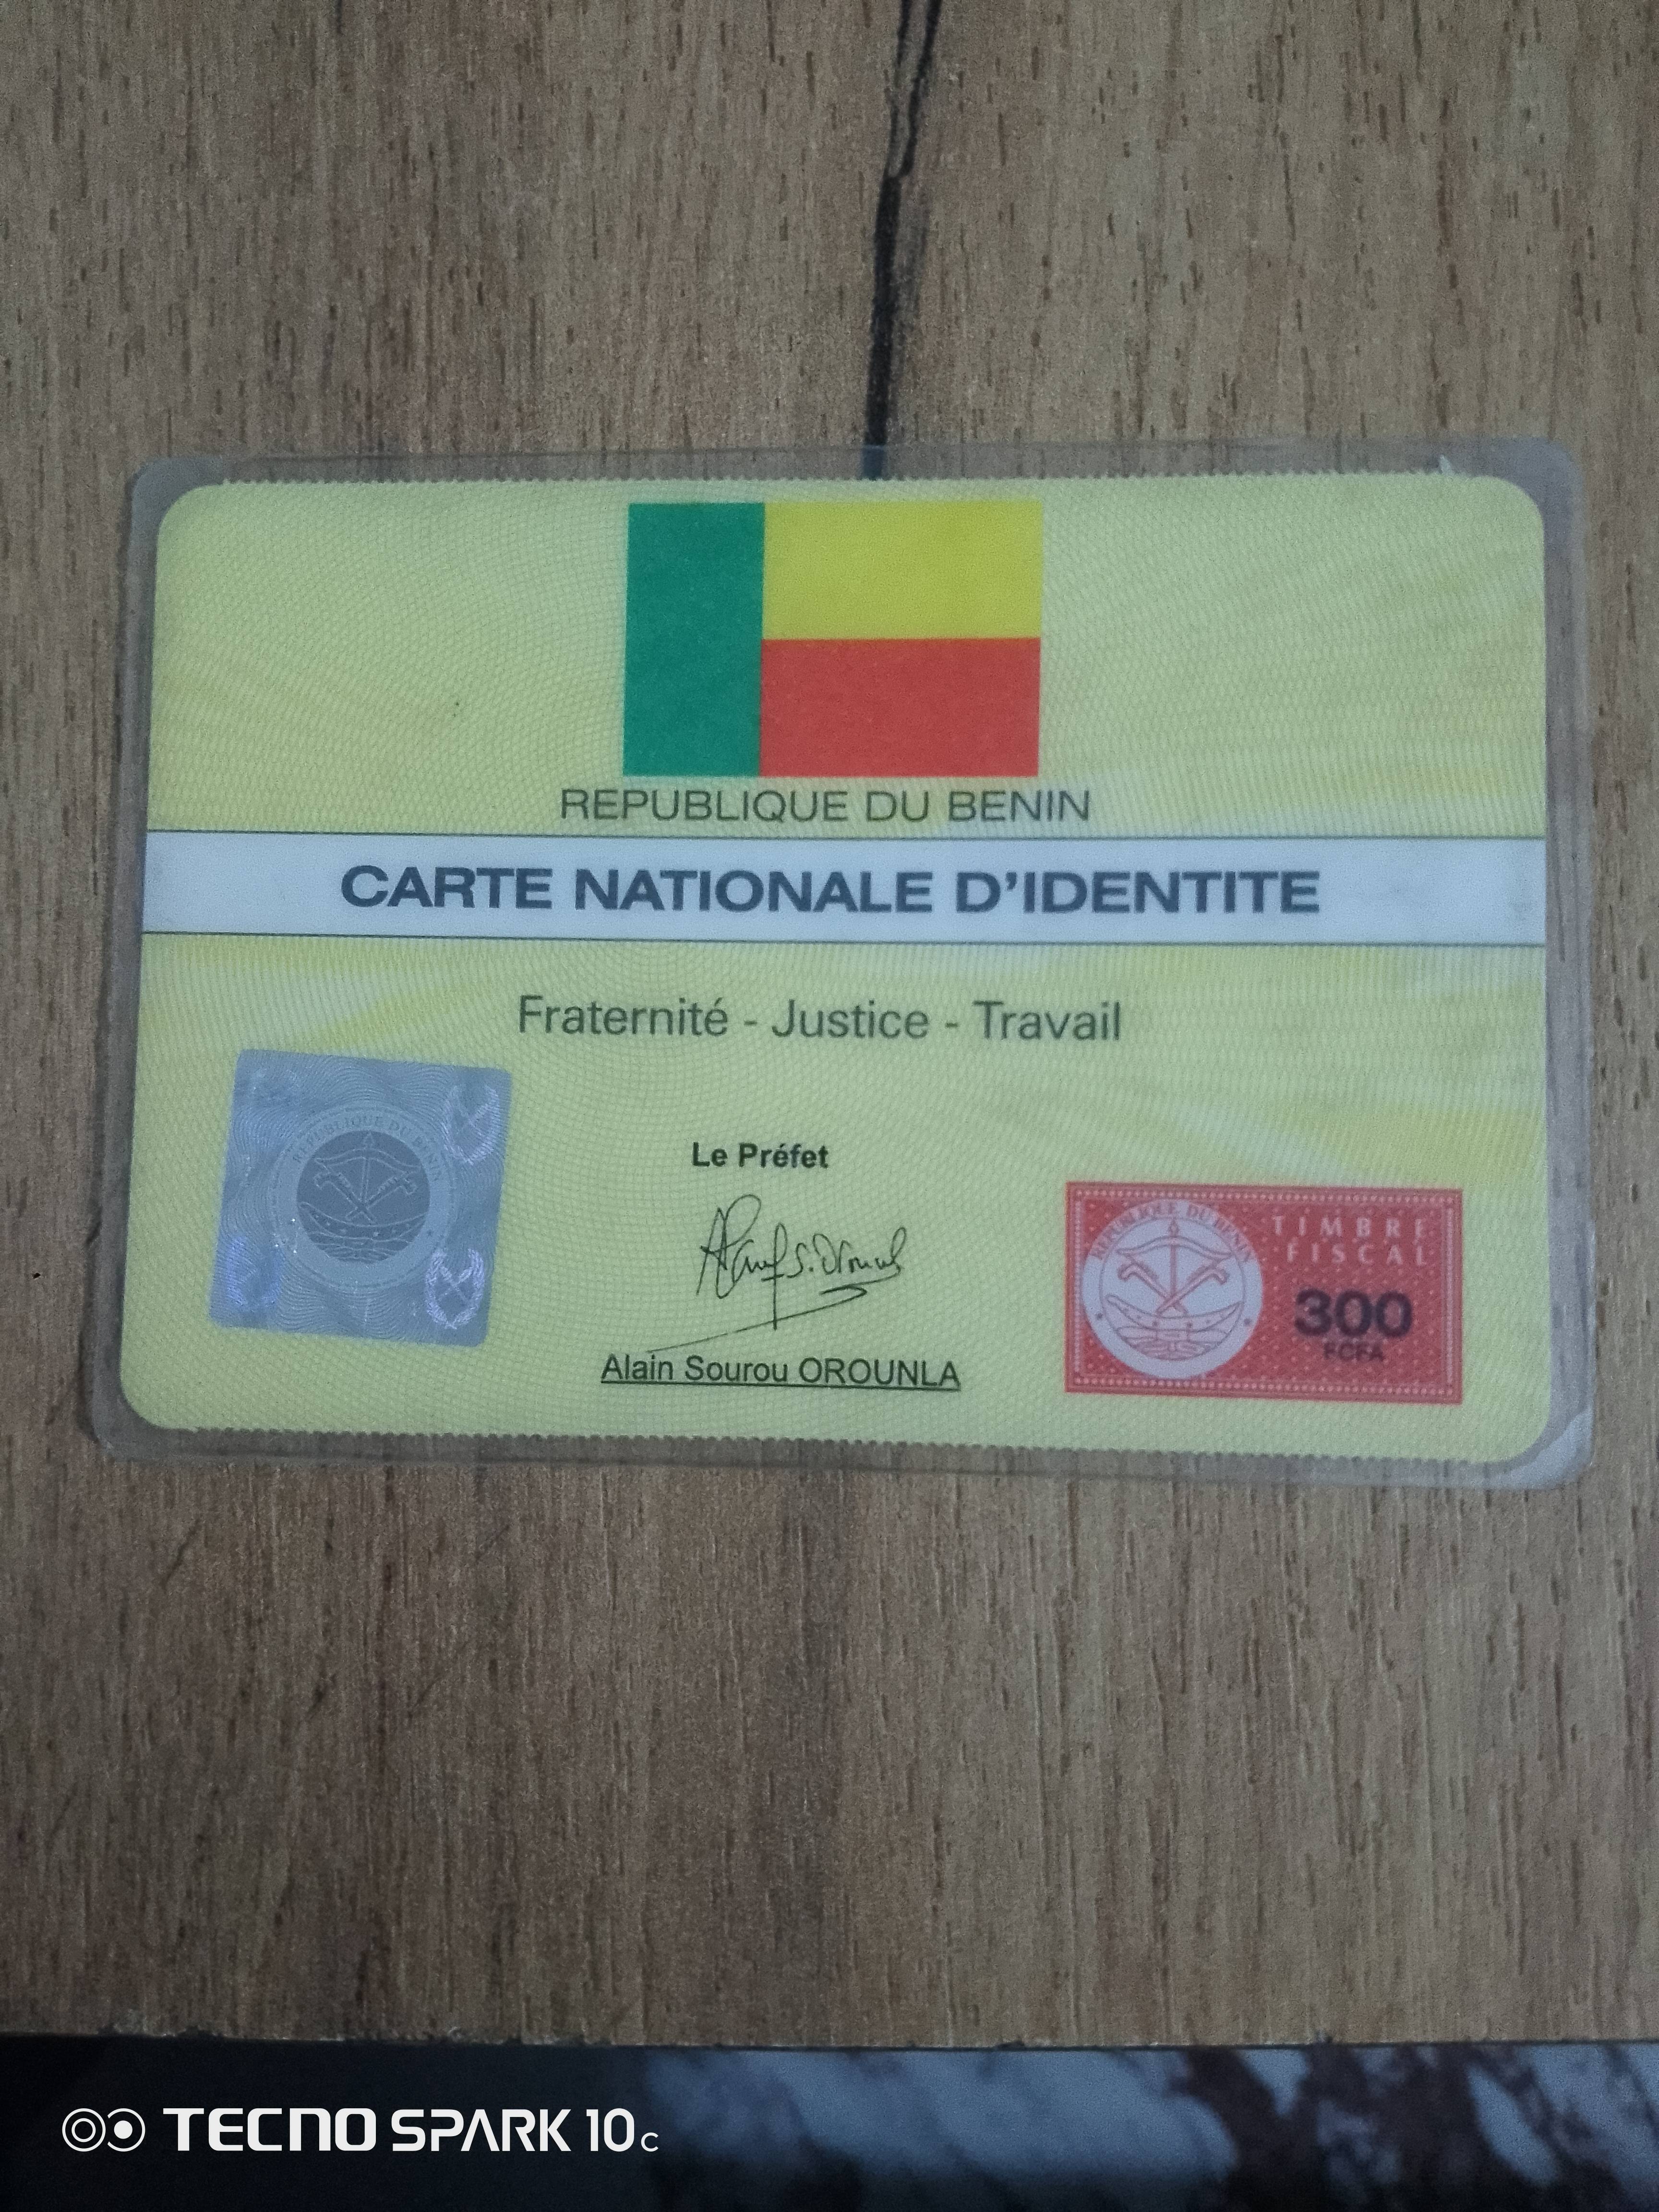 REPUBLIQUE DU BENIN
CARTE NATIONALE D'IDENTITE
Fraternité - Justice - Travail
REPUBLIQUE DU BENIN
Le Préfet
Alain Sourou OROUNLA
REPUBLIQUE DU BENIN
TIMBRE
FISCAL
300
FCFA
TECNO SPARK 10C